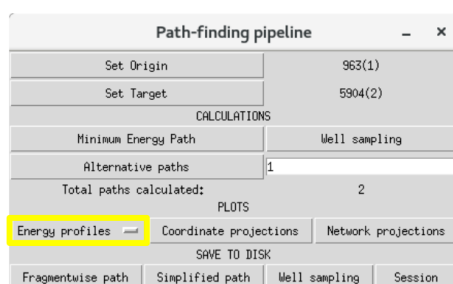 Path-finding pipeline
Set Origin 963(1)
Set Target 5904(2)
CALCULATIONS
Minimum Energy Path Well sampling
Alternative paths 1
Total paths calculated: 2
PLOTS
Energy profiles Coordinate projections Network projections
SAVE TO DISK
Fragmentwise path Simplified path Well sampling Session